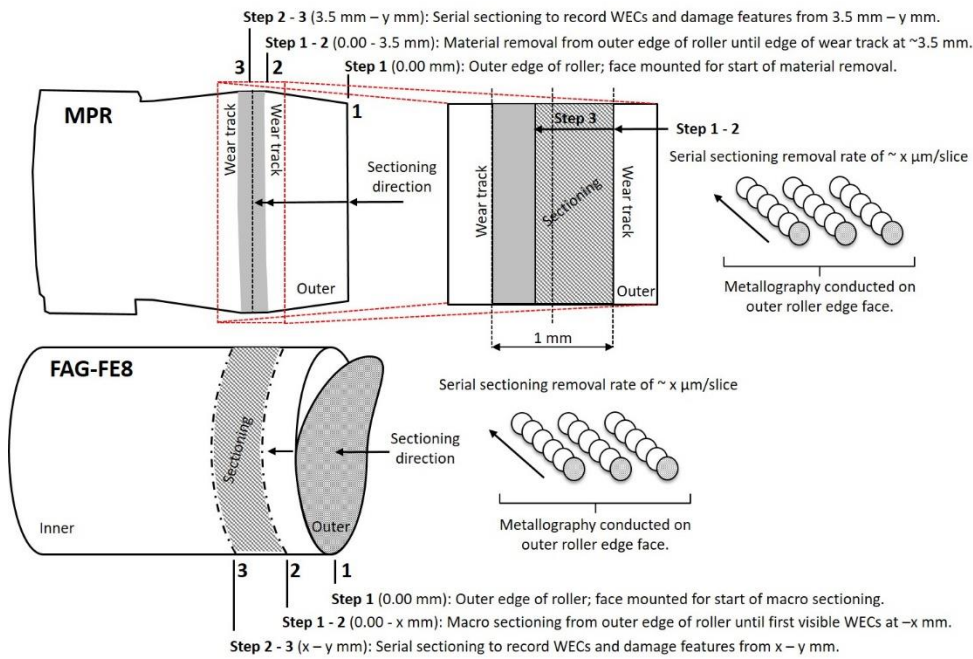 Step 2 - 3 (3.5 mm – y mm): Serial sectioning to record WECs and damage features from 3.5 mm – y mm.
Step 1 - 2 (0.00 - 3.5 mm): Material removal from outer edge of roller until edge of wear track at ~3.5 mm.
Step 1 (0.00 mm): Outer edge of roller; face mounted for start of material removal.
3 2
1
MPR
Wear track
Wear track
Sectioning
direction
Outer
Step 3
Step 1 - 2
Wear track
Sectioning
Wear track
Outer
1 mm
Serial sectioning removal rate of ~ x µm/slice
Metallography conducted on
outer roller edge face.
FAG-FE8
Sectioning
Sectioning
direction
Inner
Outer
Serial sectioning removal rate of ~ x µm/slice
Metallography conducted on
outer roller edge face.
3 2 1
Step 1 (0.00 mm): Outer edge of roller; face mounted for start of macro sectioning.
Step 1 - 2 (0.00 - x mm): Macro sectioning from outer edge of roller until first visible WECs at ~x mm.
Step 2 - 3 (x – y mm): Serial sectioning to record WECs and damage features from x – y mm.